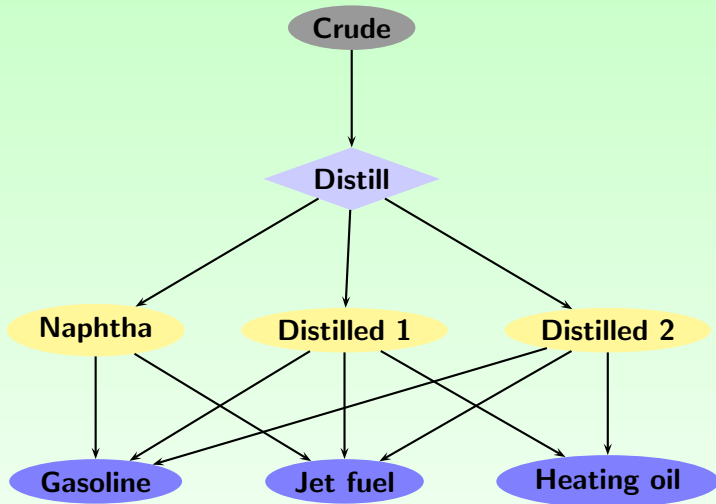 Crude
Distill
Naphtha
Distilled 1
Distilled 2
Gasoline
Jet fuel
Heating oil